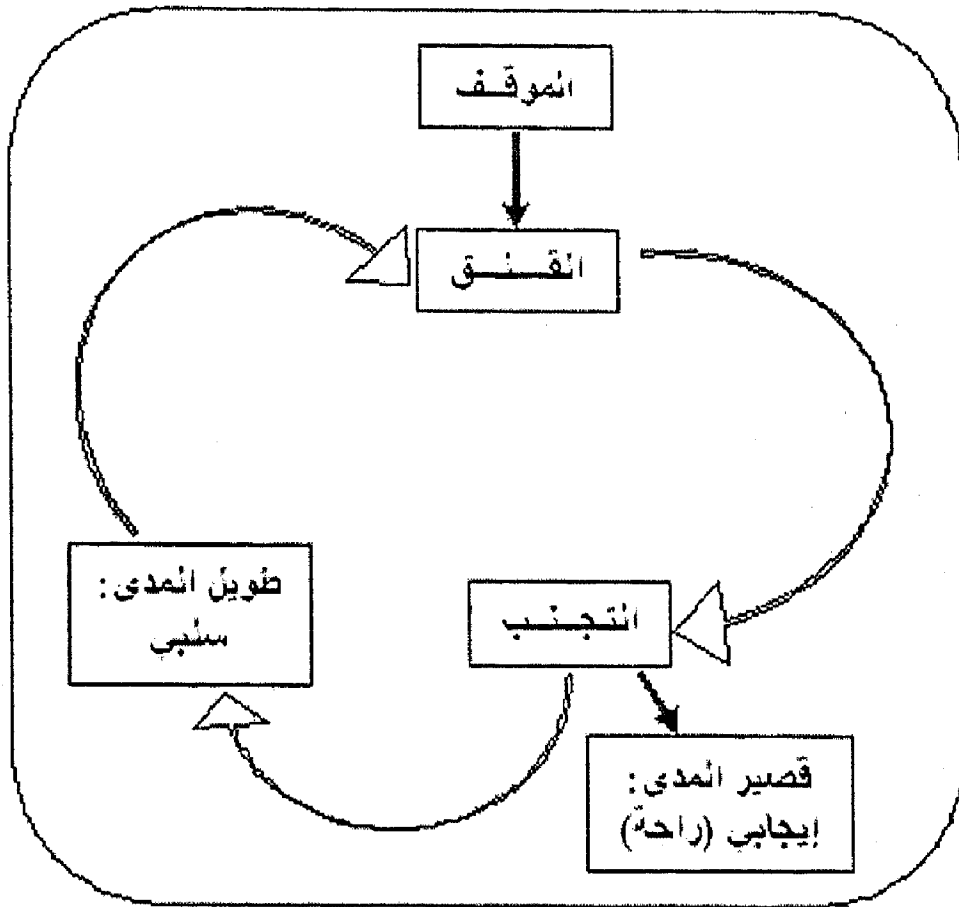 الموقف
القلق
التجنب
قصير المدى:
إيجابي (راحة)
طويل المدى:
سلبي